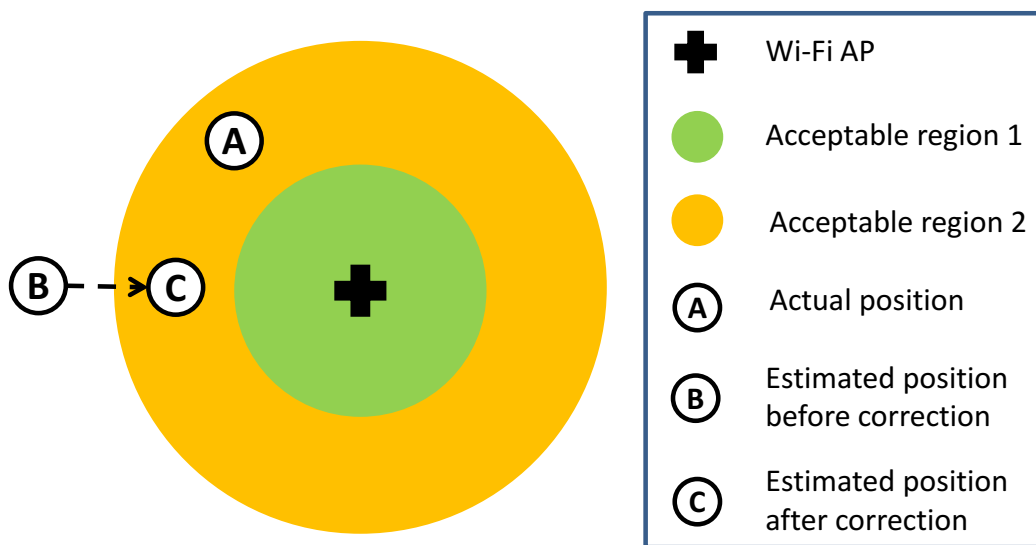 A
B
C
Wi-Fi AP
Acceptable region 1
Acceptable region 2
A
Actual position
B
Estimated position
before correction
C
Estimated position
after correction